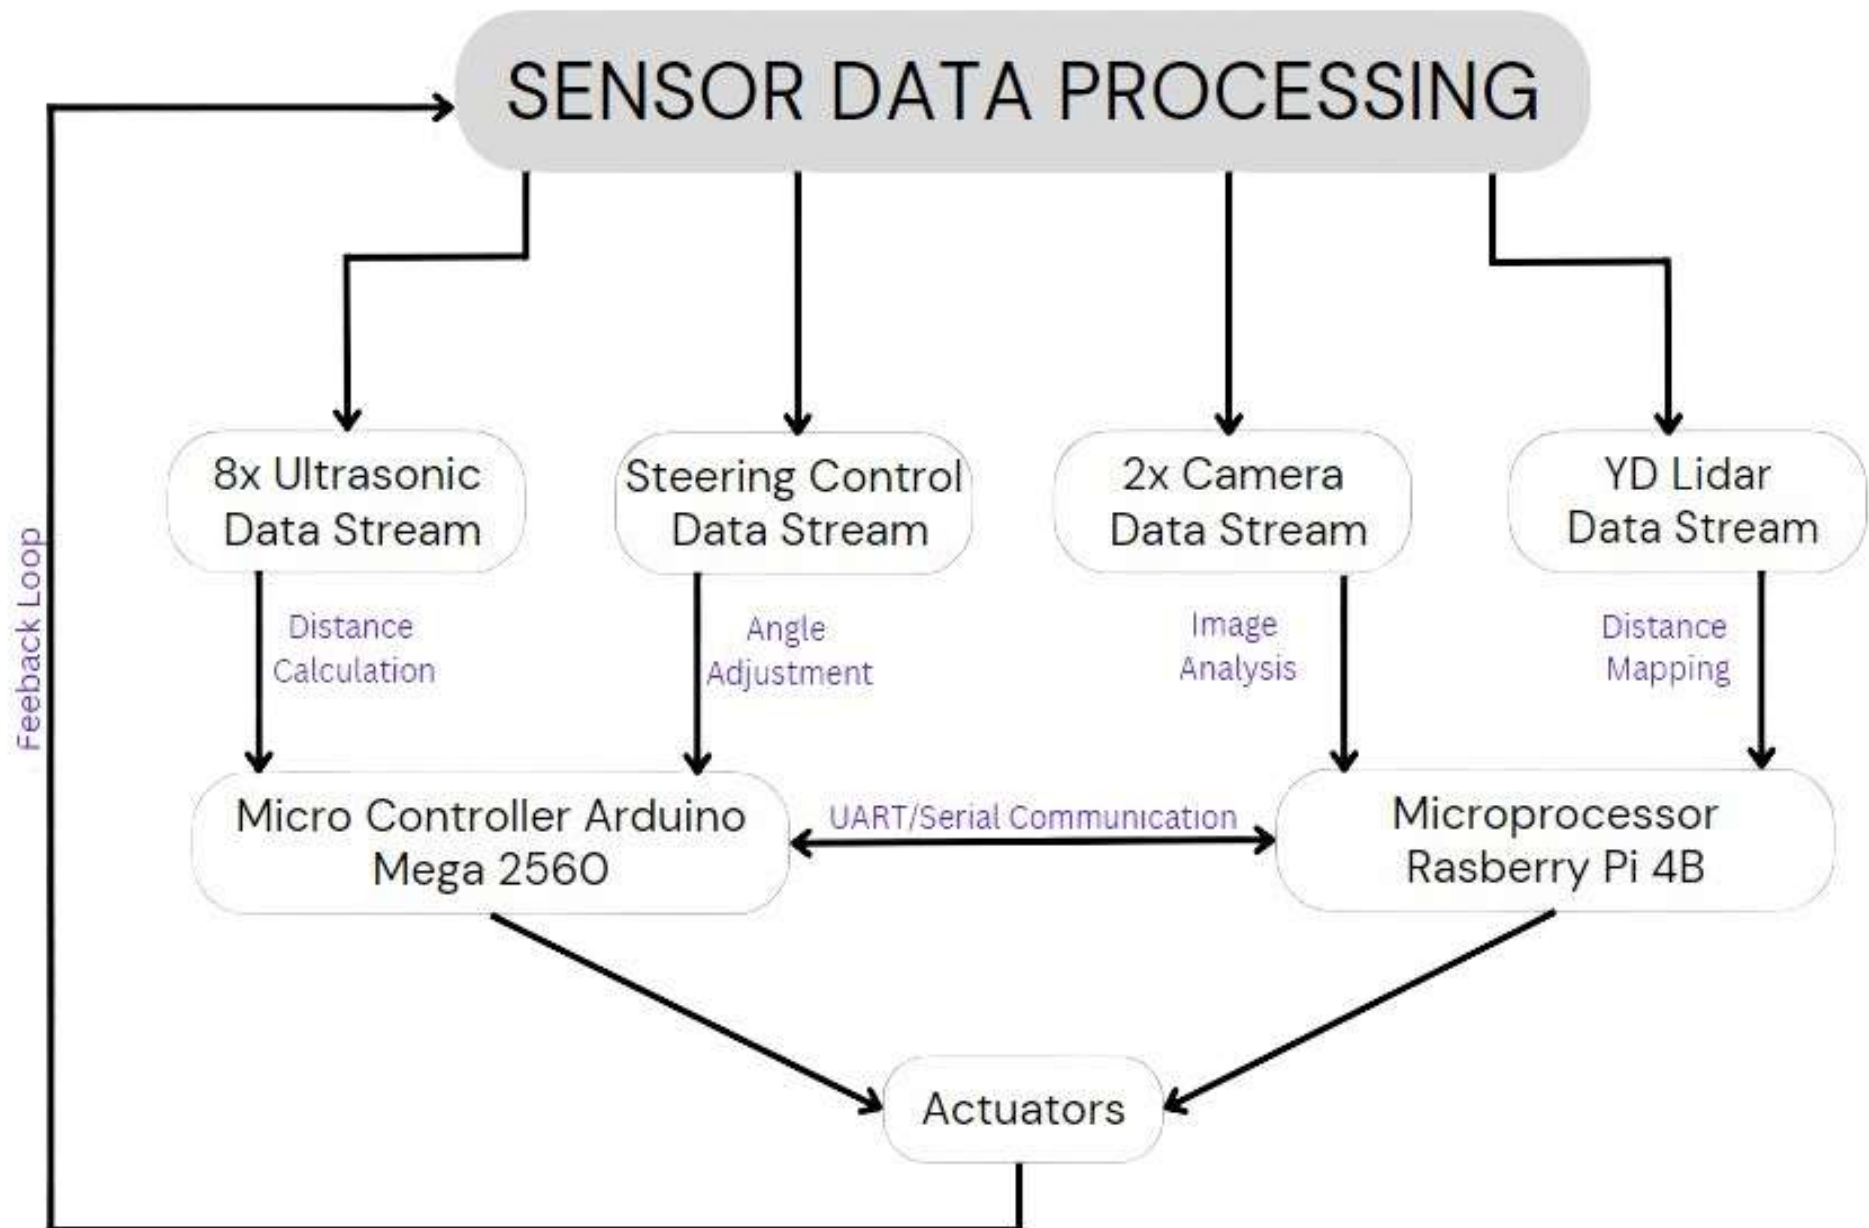 SENSOR DATA PROCESSING
8x Ultrasonic
Data Stream
Steering Control
Data Stream
2x Camera
Data Stream
YD Lidar
Data Stream
Feeback Loop
Distance
Calculation
Angle
Adjustment
Image
Analysis
Distance
Mapping
Micro Controller Arduino
Mega 2560
UART/Serial Communication
Microprocessor
Rasberry Pi 4B
Actuators